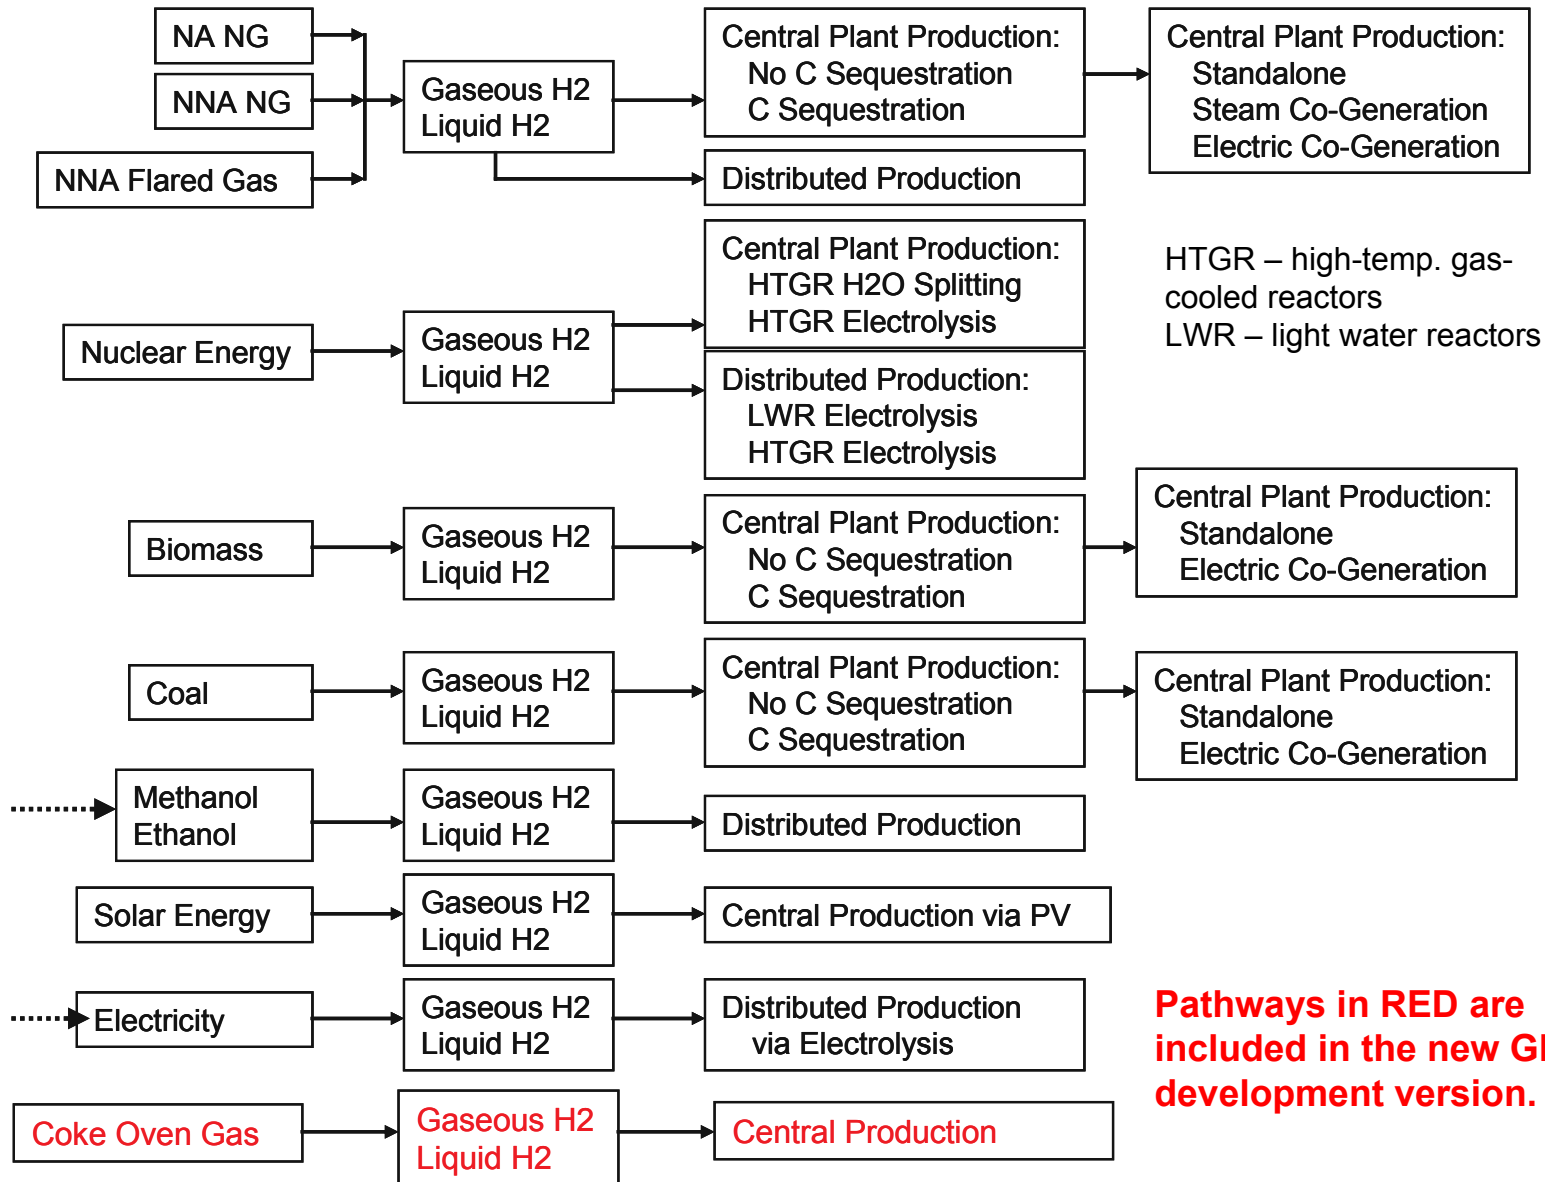 NA NG
NNA NG
NNA Flared Gas
Gaseous H2
Liquid H2
Central Plant Production:
No C Sequestration
C Sequestration
Distributed Production
Central Plant Production:
Standalone
Steam Co-Generation
Electric Co-Generation
HTGR – high-temp. gas-
cooled reactors
LWR – light water reactors
Nuclear Energy
Gaseous H2
Liquid H2
Central Plant Production:
HTGR H2O Splitting
HTGR Electrolysis
Distributed Production:
LWR Electrolysis
HTGR Electrolysis
Biomass
Gaseous H2
Liquid H2
Central Plant Production:
No C Sequestration
C Sequestration
Central Plant Production:
Standalone
Electric Co-Generation
Coal
Gaseous H2
Liquid H2
Central Plant Production:
No C Sequestration
C Sequestration
Central Plant Production:
Standalone
Electric Co-Generation
Methanol
Ethanol
Gaseous H2
Liquid H2
Distributed Production
Solar Energy
Gaseous H2
Liquid H2
Central Production via PV
Electricity
Gaseous H2
Liquid H2
Distributed Production
via Electrolysis
Pathways in RED are
included in the new
development version.
Coke Oven Gas
Gaseous H2
Liquid H2
Central Production